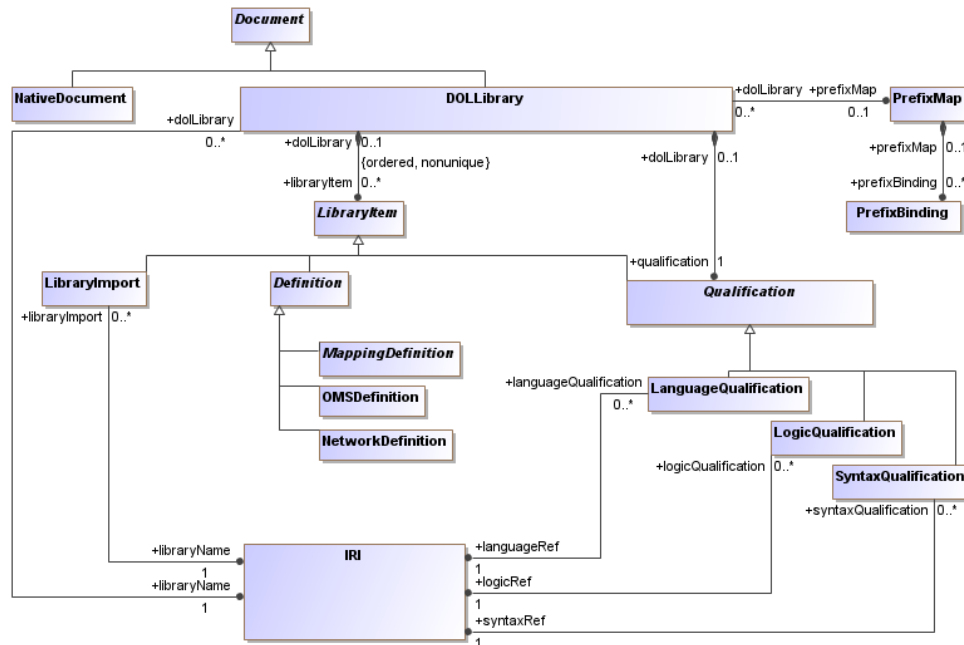 Document
NativeDocument
DOLLibrary
+dolLibrary +prefixMap
0..* 0..1
PrefixMap
+dolLibrary
0..*
0..1
+dolLibrary
{ordered, nonunique}
+libraryItem 0..*
+dolLibrary 0..1
+prefixMap 0..1
+prefixBinding 0..*
PrefixBinding
LibraryItem
+qualification 1
LibraryImport
Definition
Qualification
+libraryImport 0..*
MappingDefinition
OMSDefinition
NetworkDefinition
+languageQualification
0..*
LanguageQualification
LogicQualification
+logicQualification 0..*
SyntaxQualification
+syntaxQualification 0..*
IRI
+libraryName
1
+libraryName
1
+languageRef
1
+logicRef
1
+syntaxRef
1